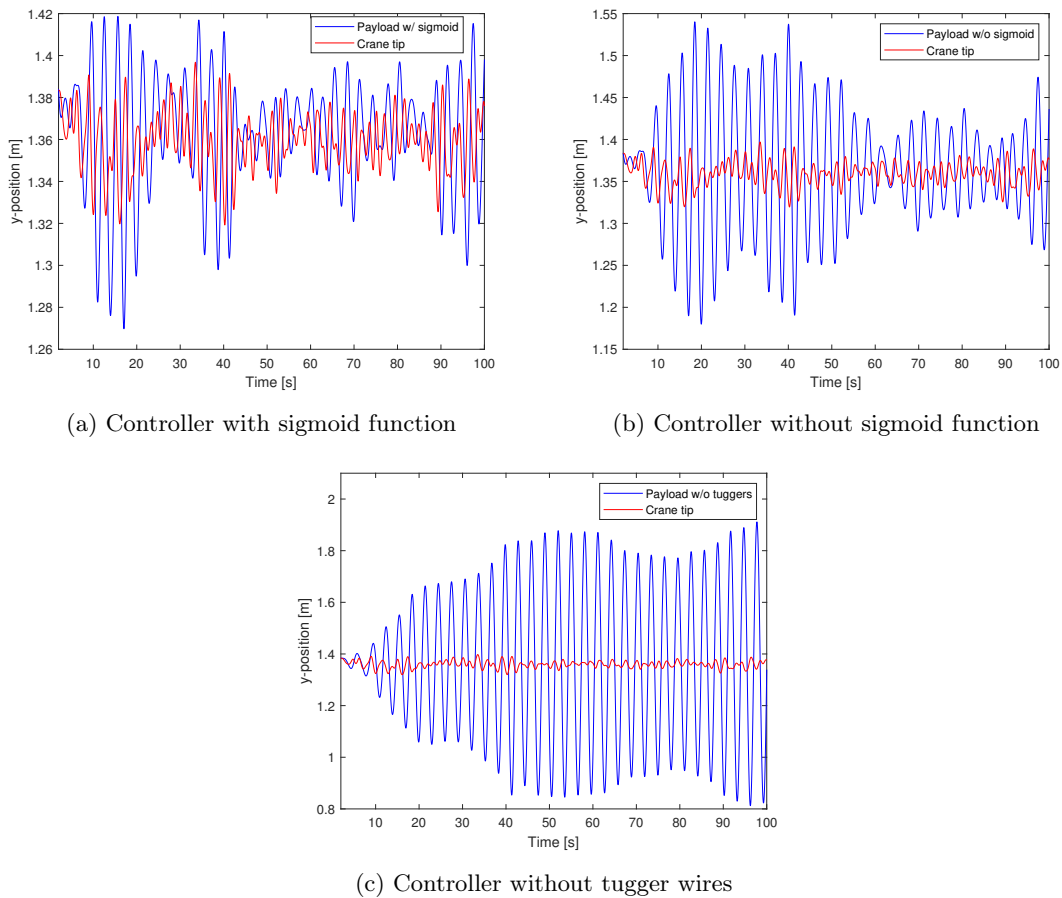 1.42
1.4
1.38
1.36
1.34
1.32
1.3
1.28
1.26
y-position [m]
Payload w/ sigmoid
Crane tip
10 20 30 40 50 60 70 80 90 100
Time [s]
(a) Controller with sigmoid function
1.55
1.5
1.45
1.4
1.35
1.3
1.25
1.2
1.15
y-position [m]
Payload w/o sigmoid
Crane tip
10 20 30 40 50 60 70 80 90 100
Time [s]
(b) Controller without sigmoid function
2
1.8
1.6
1.4
1.2
1
0.8
y-position [m]
Payload w/o tuggers
Crane tip
10 20 30 40 50 60 70 80 90 100
Time [s]
(c) Controller without tugger wires